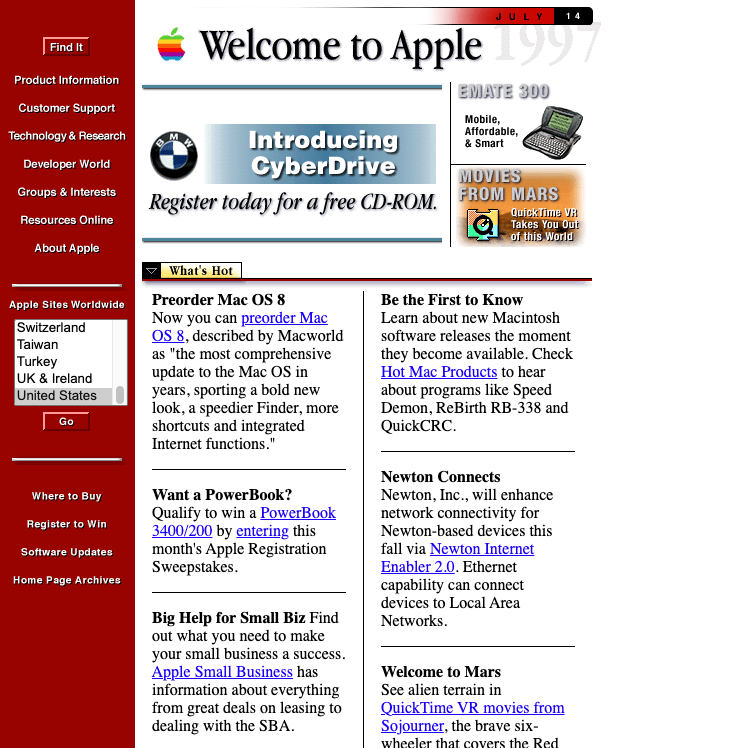 Find It
Product Information
Customer Support
Technology & Research
Developer World
Groups & Interests
Resources Online
About Apple
Apple Sites Worldwide
Switzerland
Taiwan
Turkey
UK & Ireland
United States
Go
Where to Buy
Register to Win
Software Updates
Home Page Archives
JULY 14
1997
Welcome to Apple
BMW
Introducing
CyberDrive
Register today for a free CD-ROM.
EMATE 300
Mobile,
Affordable,
& Smart
MOVIES
FROM MARS
QuickTime VR
Takes You Out
of this World
What's Hot
Preorder Mac OS 8
Now you can preorder Mac
OS 8, described by Macworld
as "the most comprehensive
update to the Mac OS in
years, sporting a bold new
look, a speedier Finder, more
shortcuts and integrated
Internet functions."
Want a PowerBook?
Qualify to win a PowerBook
3400/200 by entering this
month's Apple Registration
Sweepstakes.
Big Help for Small Biz Find
out what you need to make
your small business a success.
Apple Small Business has
information about everything
from great deals on leasing to
dealing with the SBA.
Be the First to Know
Learn about new Macintosh
software releases the moment
they become available. Check
Hot Mac Products to hear
about programs like Speed
Demon, ReBirth RB-338 and
QuickCRC.
Newton Connects
Newton, Inc., will enhance
network connectivity for
Newton-based devices this
fall via Newton Internet
Enabler 2.0. Ethernet
capability can connect
devices to Local Area
Networks.
Welcome to Mars
See alien terrain in
QuickTime VR movies from
Sojourner, the brave six-
wheeler that covers the Red